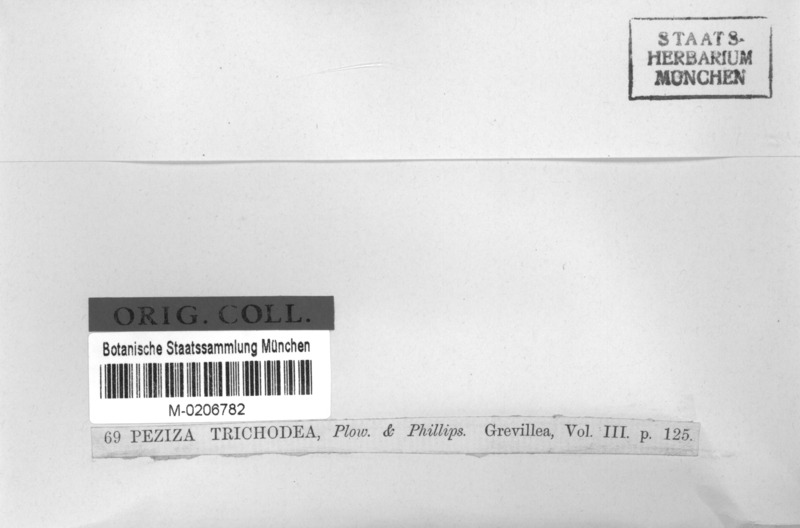 STAATS-
HERBARIUM
MÜNCHEN
ORIG. COLL.
Botanische Staatssammlung München
M-0206782
69 PEZIZA TRICHODEA, Plow. & Phillips. Grevillea, Vol. III. p. 125.